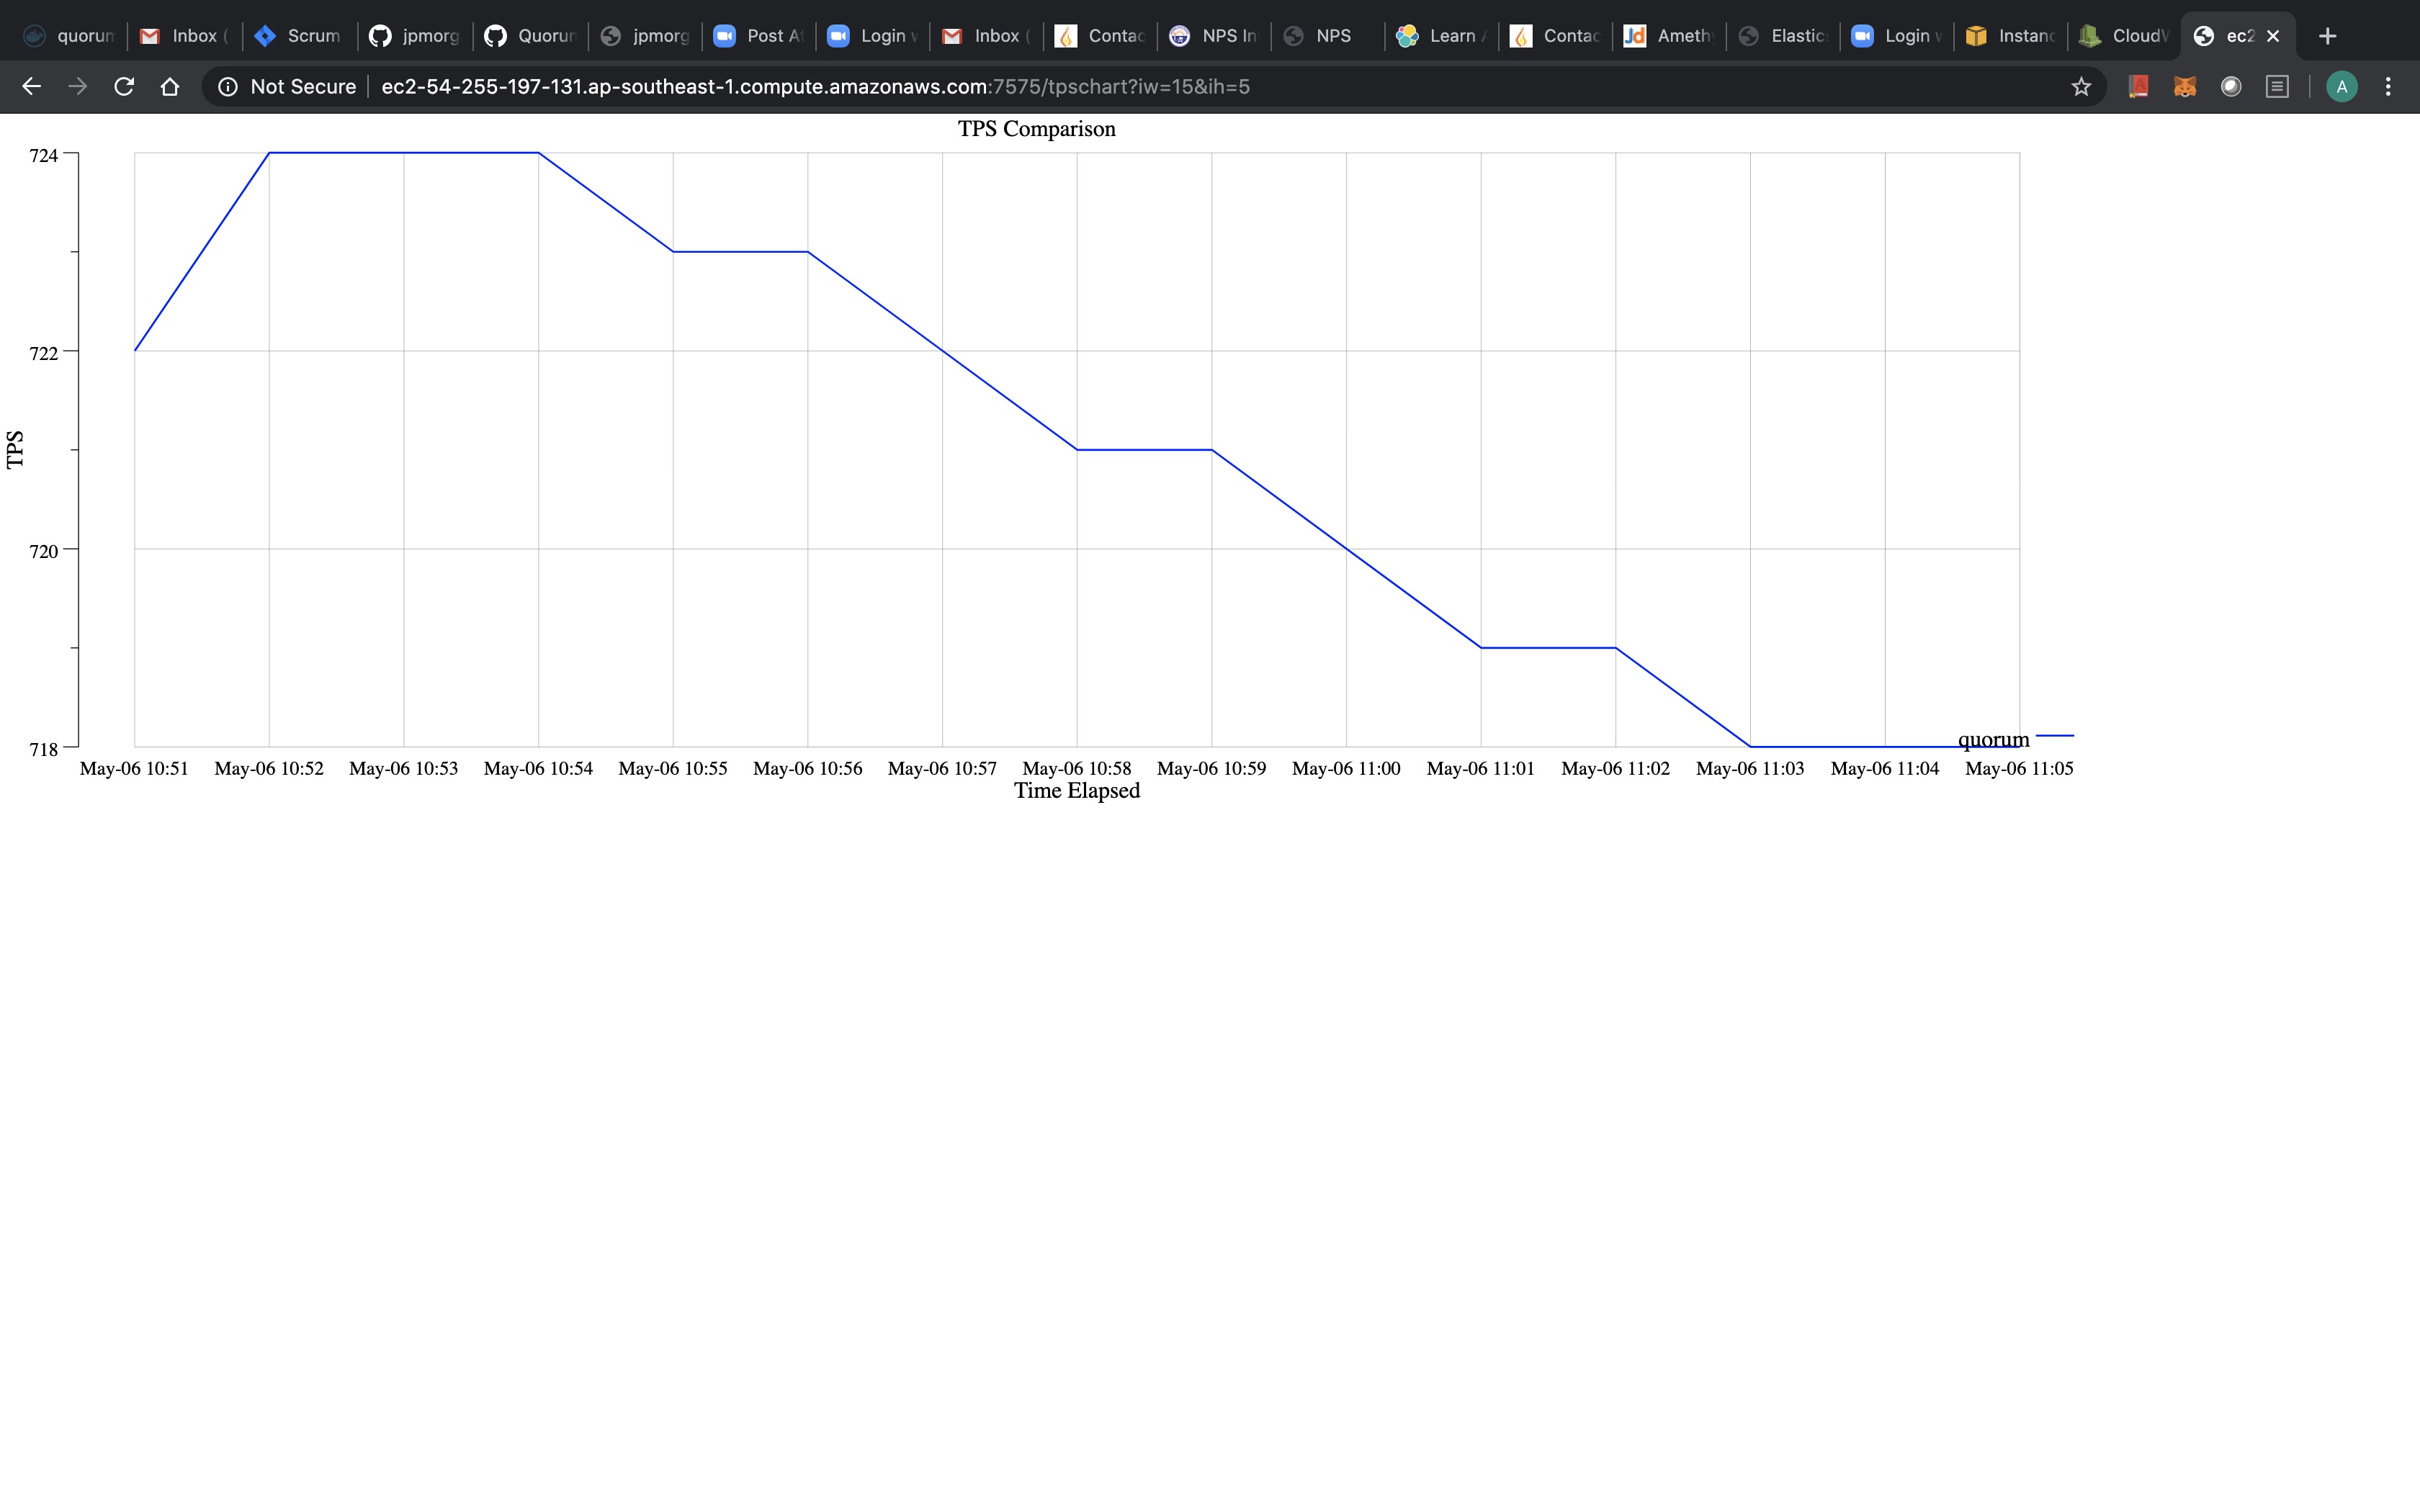 quorum Inbox ( Scrum jpmorg Quorum jpmorg Post A Login Inbox ( Contac NPS In NPS Learn Contac Ameth Elastic Login Instanc Cloud ec2
Not Secure ec2-54-255-197-131.ap-southeast-1.compute.amazonaws.com:7575/tpschart?iw=15&ih=5 A
TPS Comparison
724
722
TPS
720
quorum
718
May-06 10:51 May-06 10:52 May-06 10:53 May-06 10:54 May-06 10:55 May-06 10:56 May-06 10:57 May-06 10:58 May-06 10:59 May-06 11:00 May-06 11:01 May-06 11:02 May-06 11:03 May-06 11:04 May-06 11:05
Time Elapsed